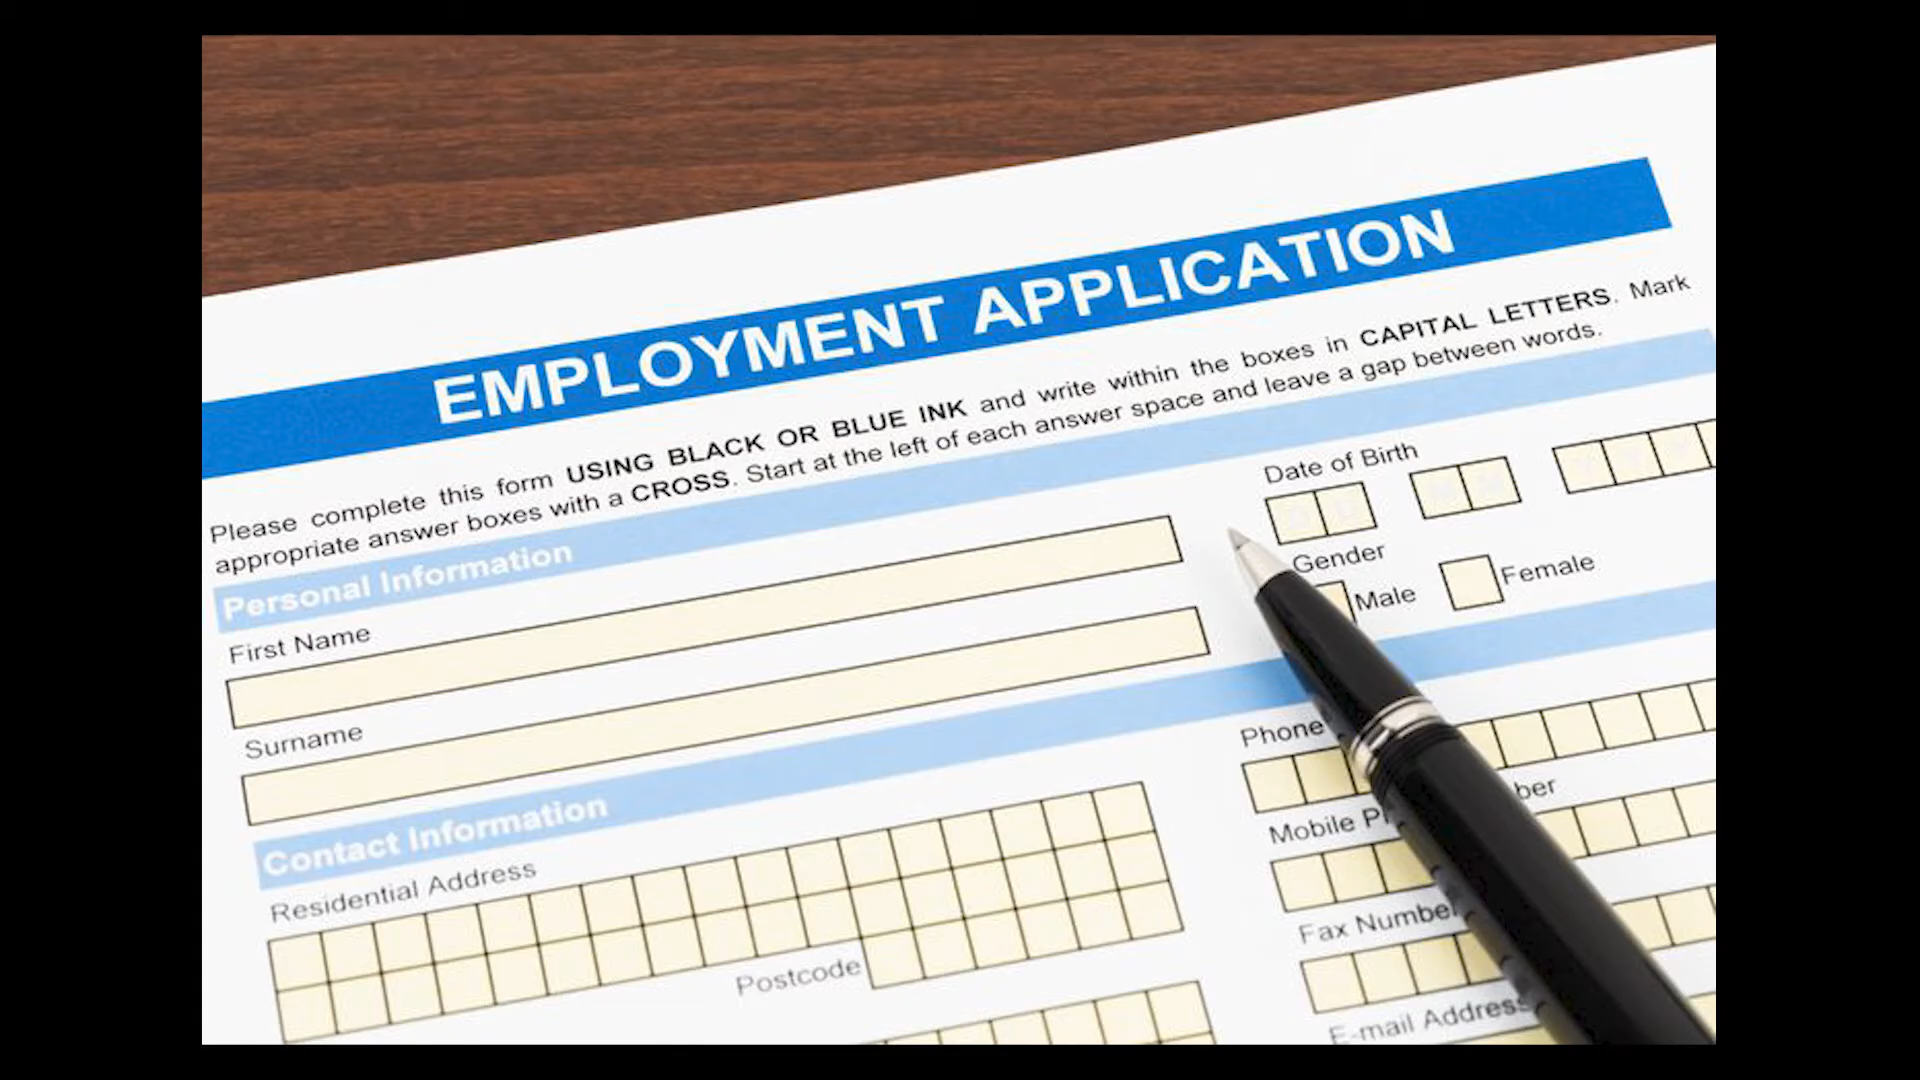 EMPLOYMENT APPLICATION
Please complete this form USING BLACK OR BLUE INK and write within the boxes in CAPITAL LETTERS. Mark
appropriate answer boxes with a CROSS. Start at the left of each answer space and leave a gap between words.
Personal Information
First Name
Surname
Date of Birth
Gender
Male
Female
Contact Information
Residential Address
Postcode
Phone
Mobile
Fax Number
E-mail Address